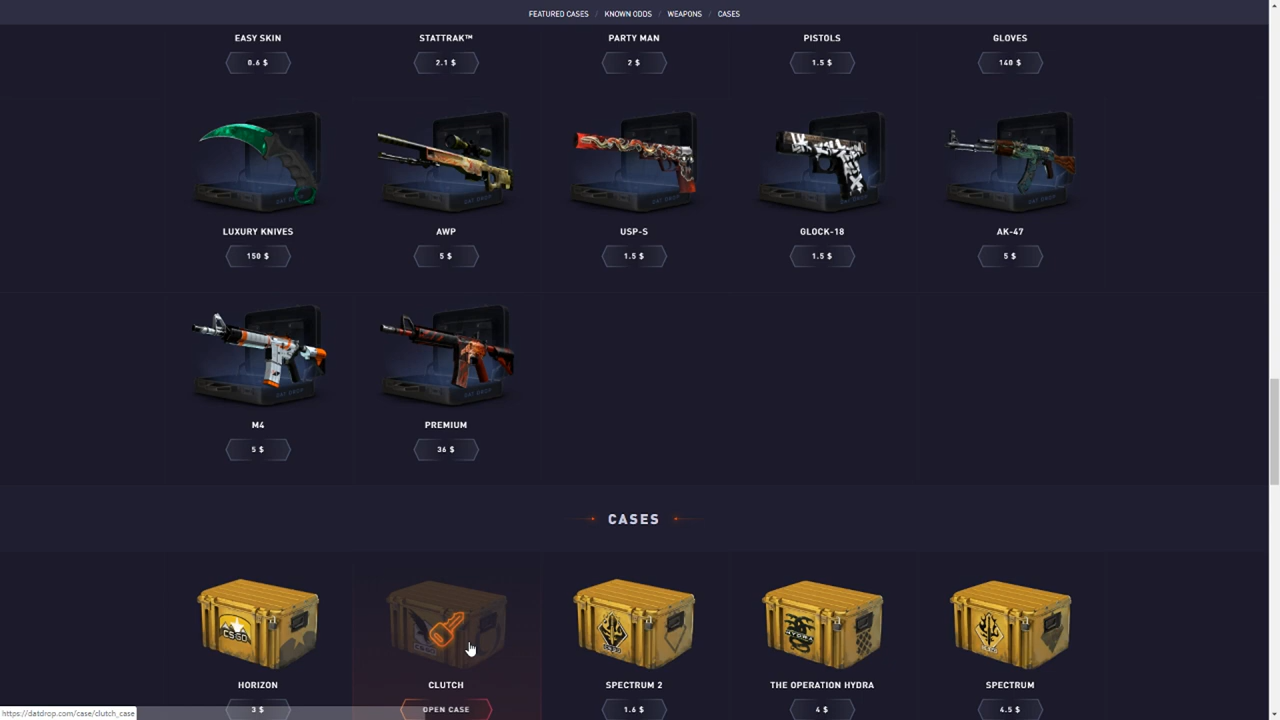 FEATURED CASES / KNOWN ODDS / WEAPONS / CASES
EASY SKIN
STATTRAK™
PARTY MAN
PISTOLS
GLOVES
0.6 $
2.1 $
2 $
1.5 $
140 $
LUXURY KNIVES
AWP
USP-S
GLOCK-18
AK-47
150 $
5 $
1.5 $
1.5 $
5 $
M4
PREMIUM
5 $
36 $
CASES
HORIZON
CLUTCH
SPECTRUM 2
THE OPERATION HYDRA
SPECTRUM
3 $
OPEN CASE
1.6 $
4 $
4.5 $
https://datdrop.com/case/clutch_case